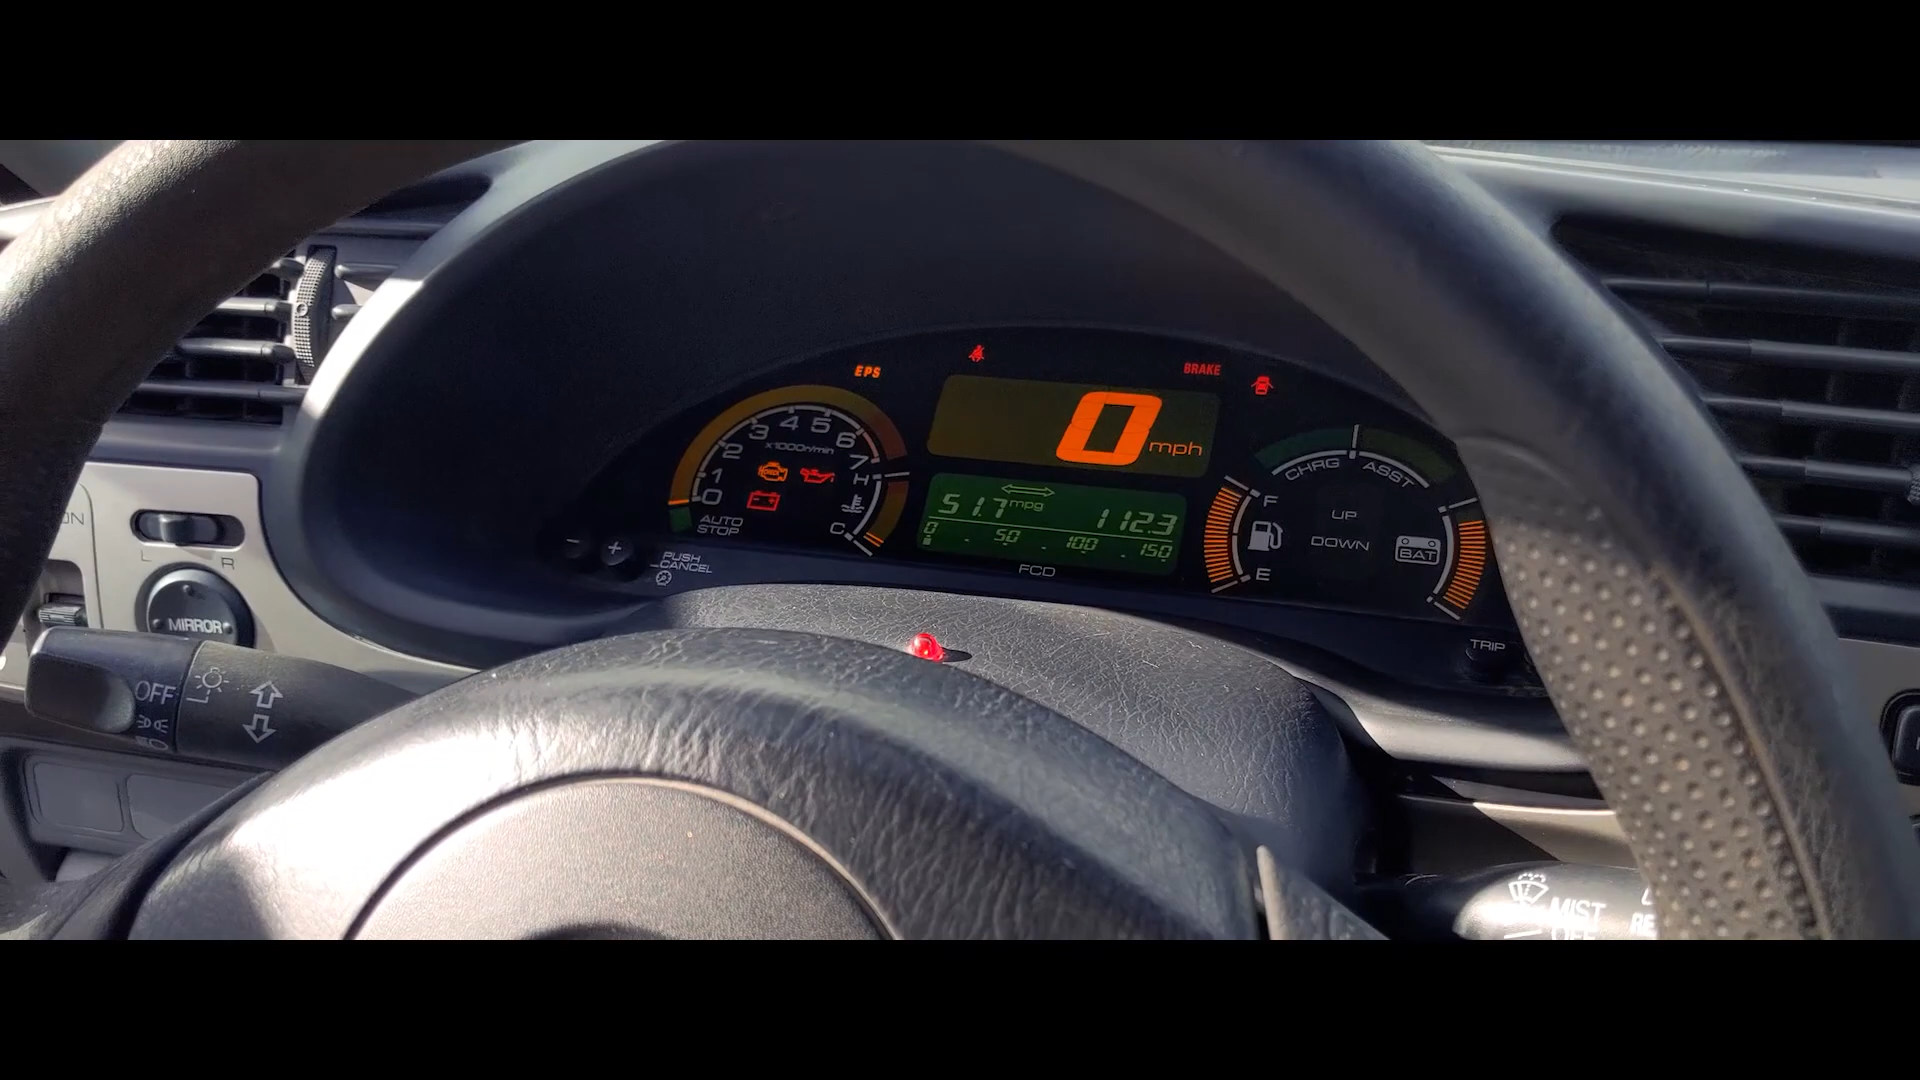 EPS
BRAKE
0 mph
0 1 2 3 4 5 6 7
x1000r/min
H
C
AUTO
STOP
PUSH
CANCEL
- +
51.7 mpg 112.3
0 . 50 . 100 . 150
FCD
CHRG ASST
F
E
UP
DOWN
BAT
TRIP
L R
MIRROR
OFF
MIST